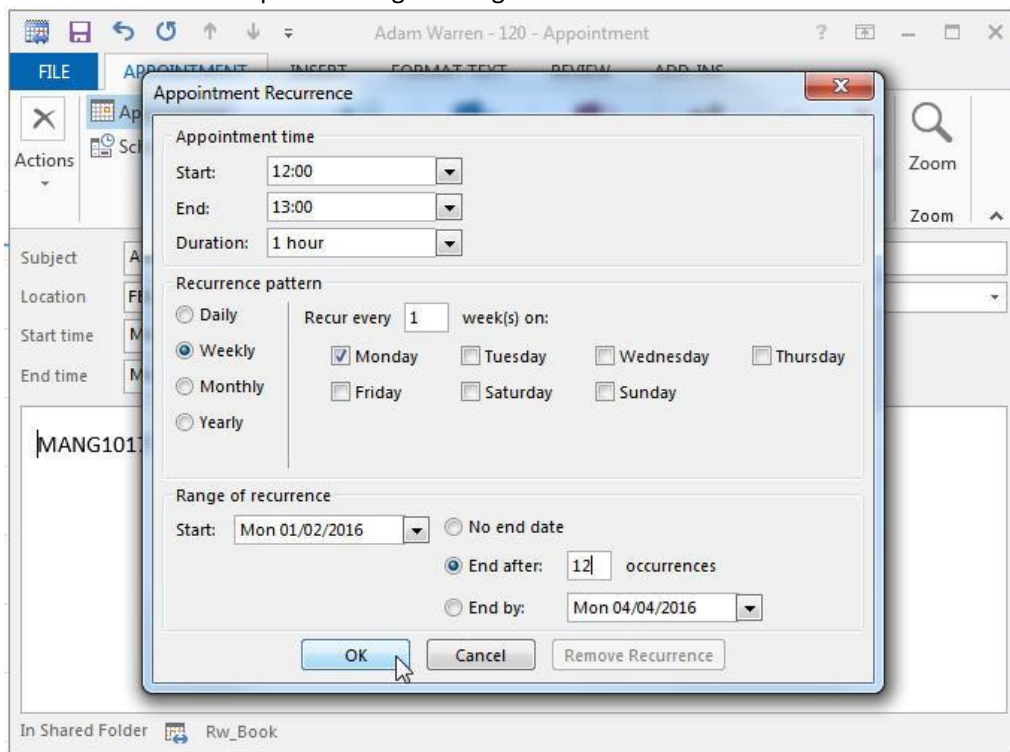 Adam Warren - 120 - Appointment ?
FILE APPOINTMENT INSERT FORMAT TEXT REVIEW ADD-INS
Appointment Recurrence
Actions
Zoom
Zoom
Appointment time
Start: 12:00
End: 13:00
Duration: 1 hour
Subject
Location
Start time
End time
Recurrence pattern
Daily
Weekly
Monthly
Yearly
Recur every 1 week(s) on:
Monday Tuesday Wednesday Thursday
Friday Saturday Sunday
MANG101
Range of recurrence
Start: Mon 01/02/2016
No end date
End after: 12 occurrences
End by: Mon 04/04/2016
OK Cancel Remove Recurrence
In Shared Folder Rw_Book